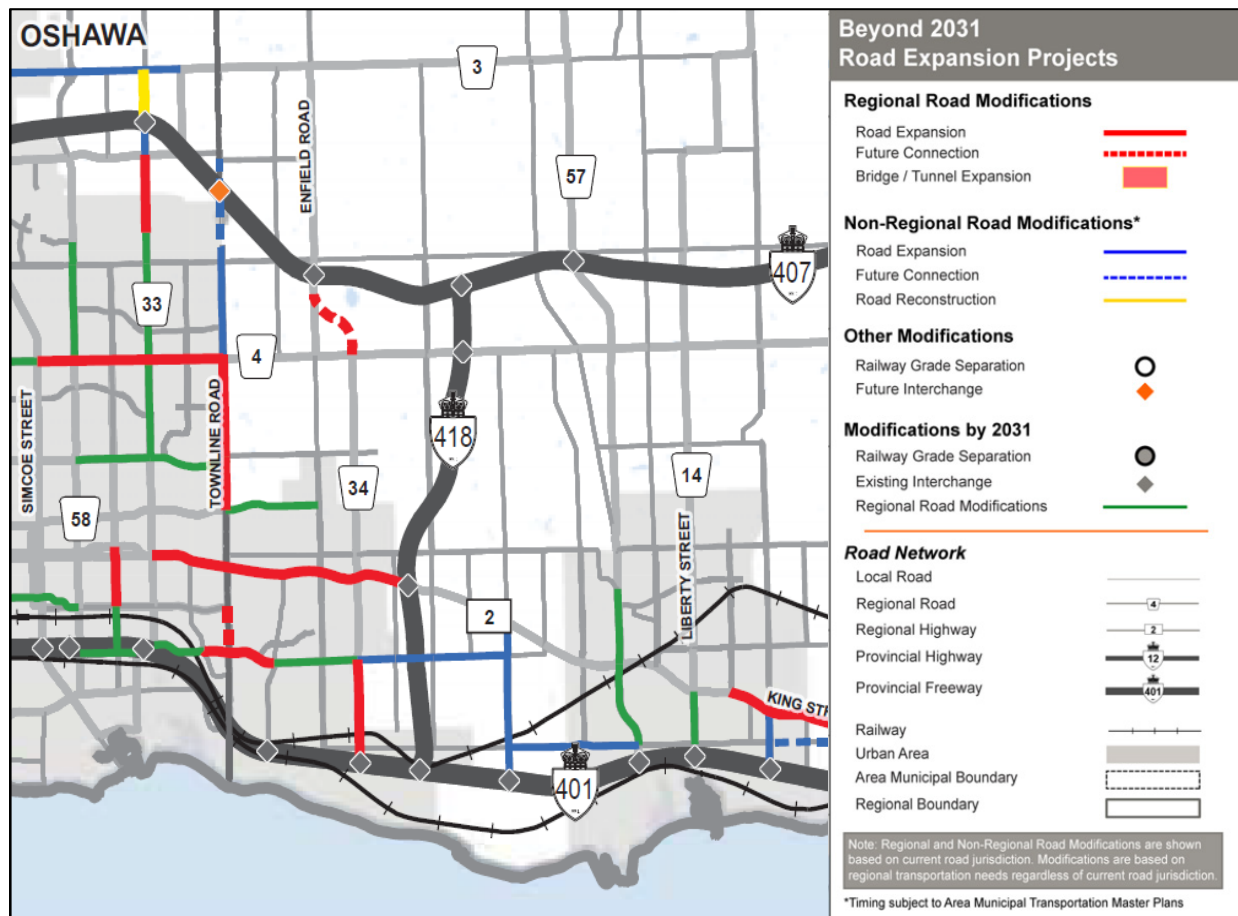 OSHAWA
3
ENFIELD ROAD
57
407
33
4
SIMCOE STREET
TOWNLINE ROAD
418
34
14
58
LIBERTY STREET
2
KING STR
401
Beyond 2031
Road Expansion Projects
Regional Road Modifications
Road Expansion
Future Connection
Bridge / Tunnel Expansion
Non-Regional Road Modifications*
Road Expansion
Future Connection
Road Reconstruction
Other Modifications
Railway Grade Separation
Future Interchange
Modifications by 2031
Railway Grade Separation
Existing Interchange
Regional Road Modifications
Road Network
Local Road
Regional Road 4
Regional Highway 2
Provincial Highway 12
Provincial Freeway 401
Railway
Urban Area
Area Municipal Boundary
Regional Boundary
Note: Regional and Non-Regional Road Modifications are shown
based on current road jurisdiction. Modifications are based on
regional transportation needs regardless of current road jurisdiction.
*Timing subject to Area Municipal Transportation Master Plans